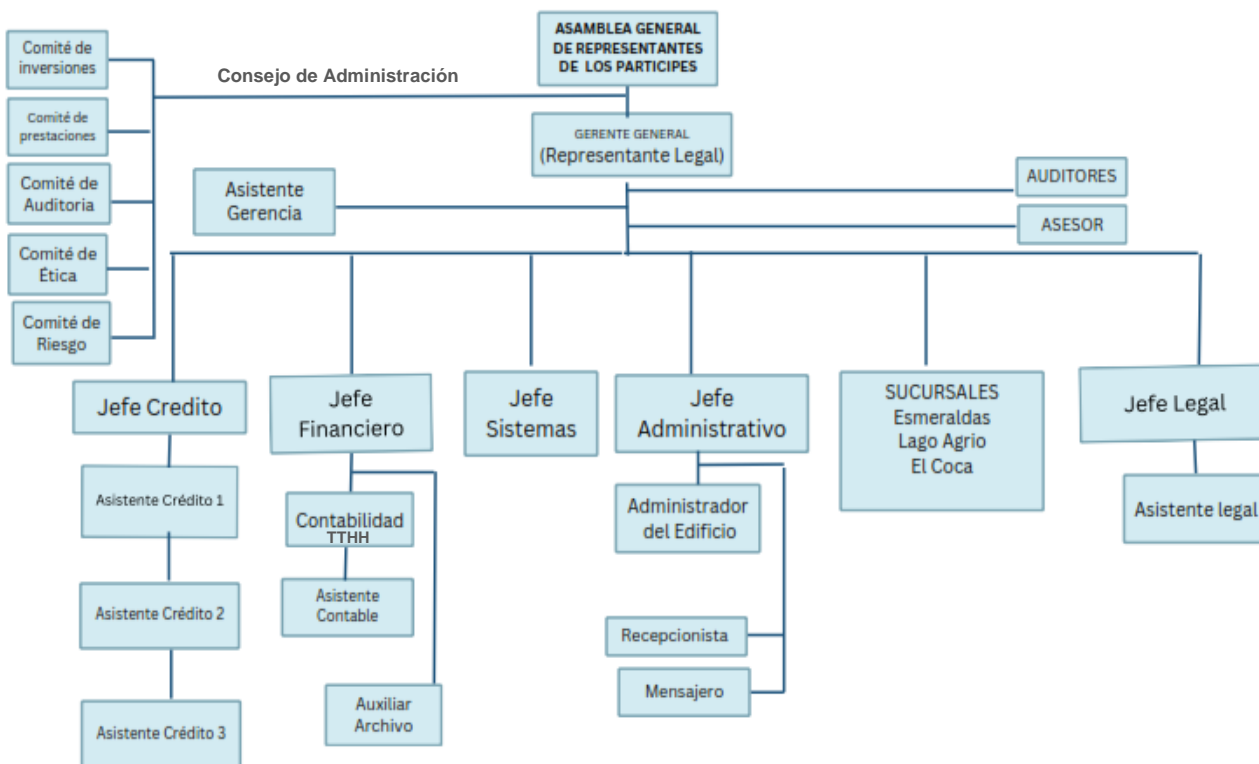 ASAMBLEA GENERAL
DE REPRESENTANTES
DE LOS PARTICIPES
Consejo de Administración
Comité de
inversiones
Comité de
prestaciones
Comité de
Auditoria
Comité de
Ética
Comité de
Riesgo
GERENTE GENERAL
(Representante Legal)
Asistente
Gerencia
AUDITORES
ASESOR
Jefe Credito
Asistente Crédito 1
Asistente Crédito 2
Asistente Crédito 3
Jefe
Financiero
Contabilidad
TTHH
Asistente
Contable
Auxiliar
Archivo
Jefe
Sistemas
Jefe
Administrativo
Administrador
del Edificio
Recepcionista
Mensajero
SUCURSALES
Esmeraldas
Lago Agrio
El Coca
Jefe Legal
Asistente legal